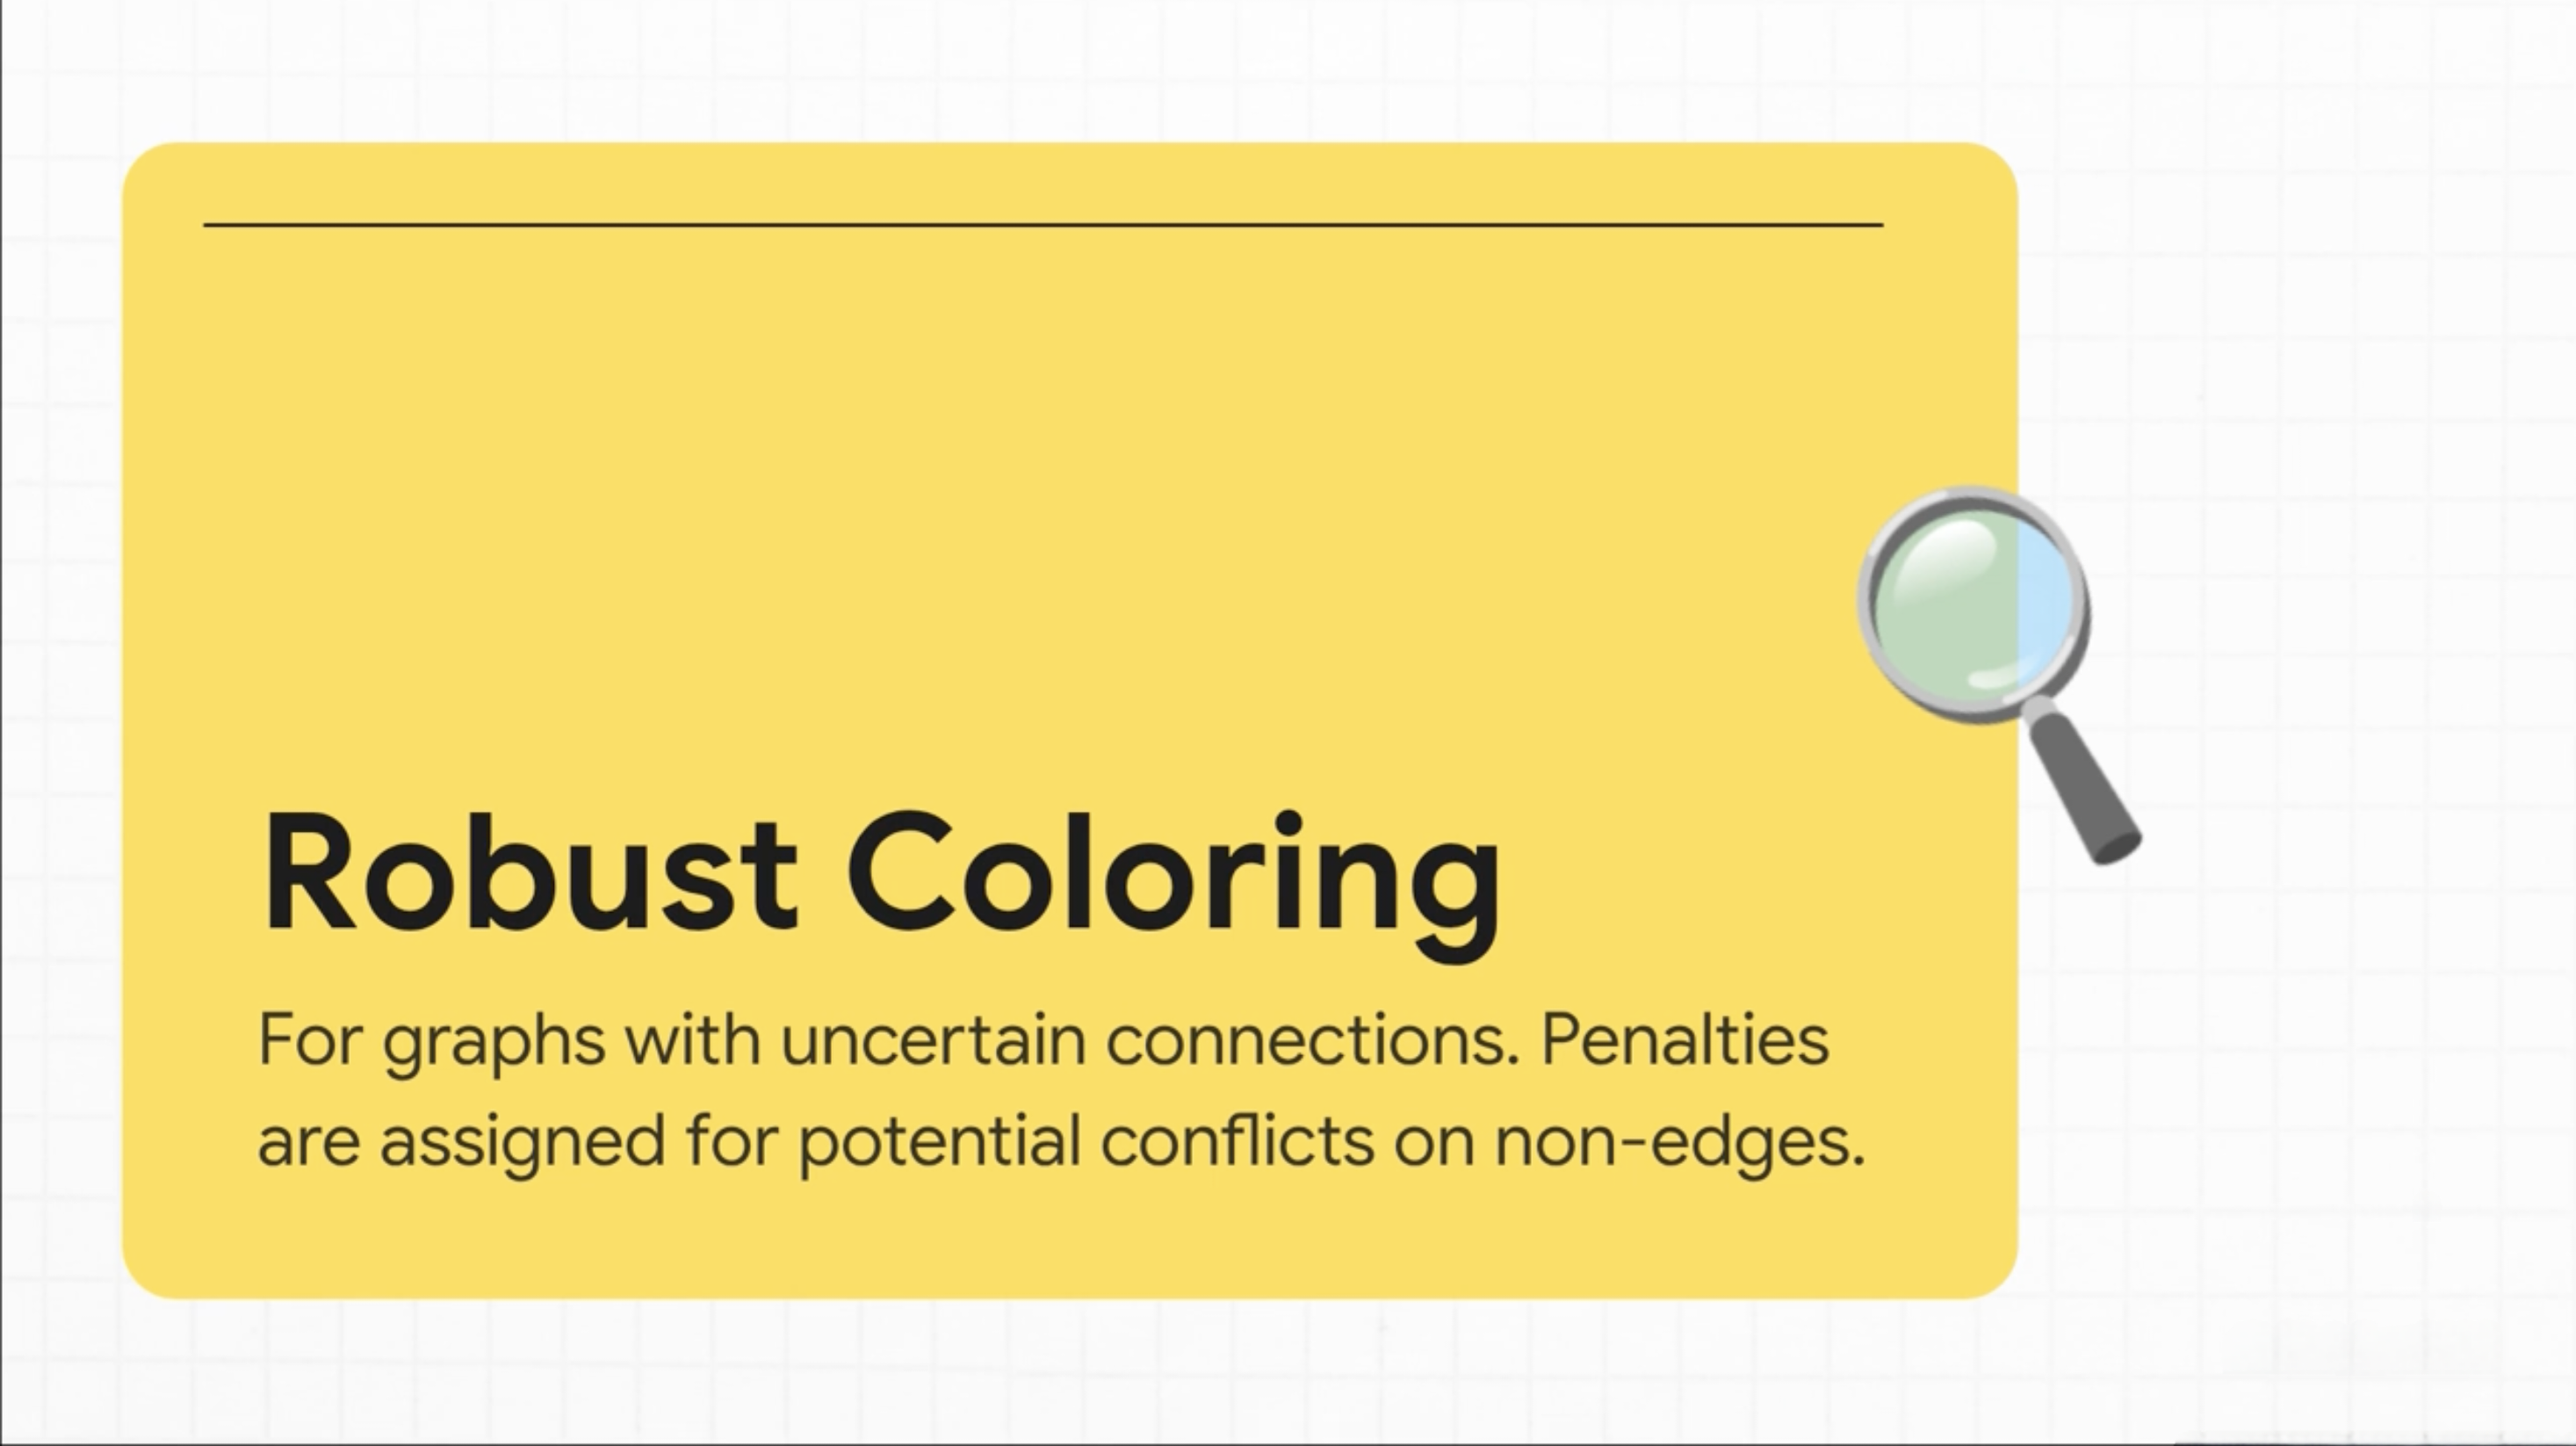 Robust Coloring
For graphs with uncertain connections. Penalties
are assigned for potential conflicts on non-edges.